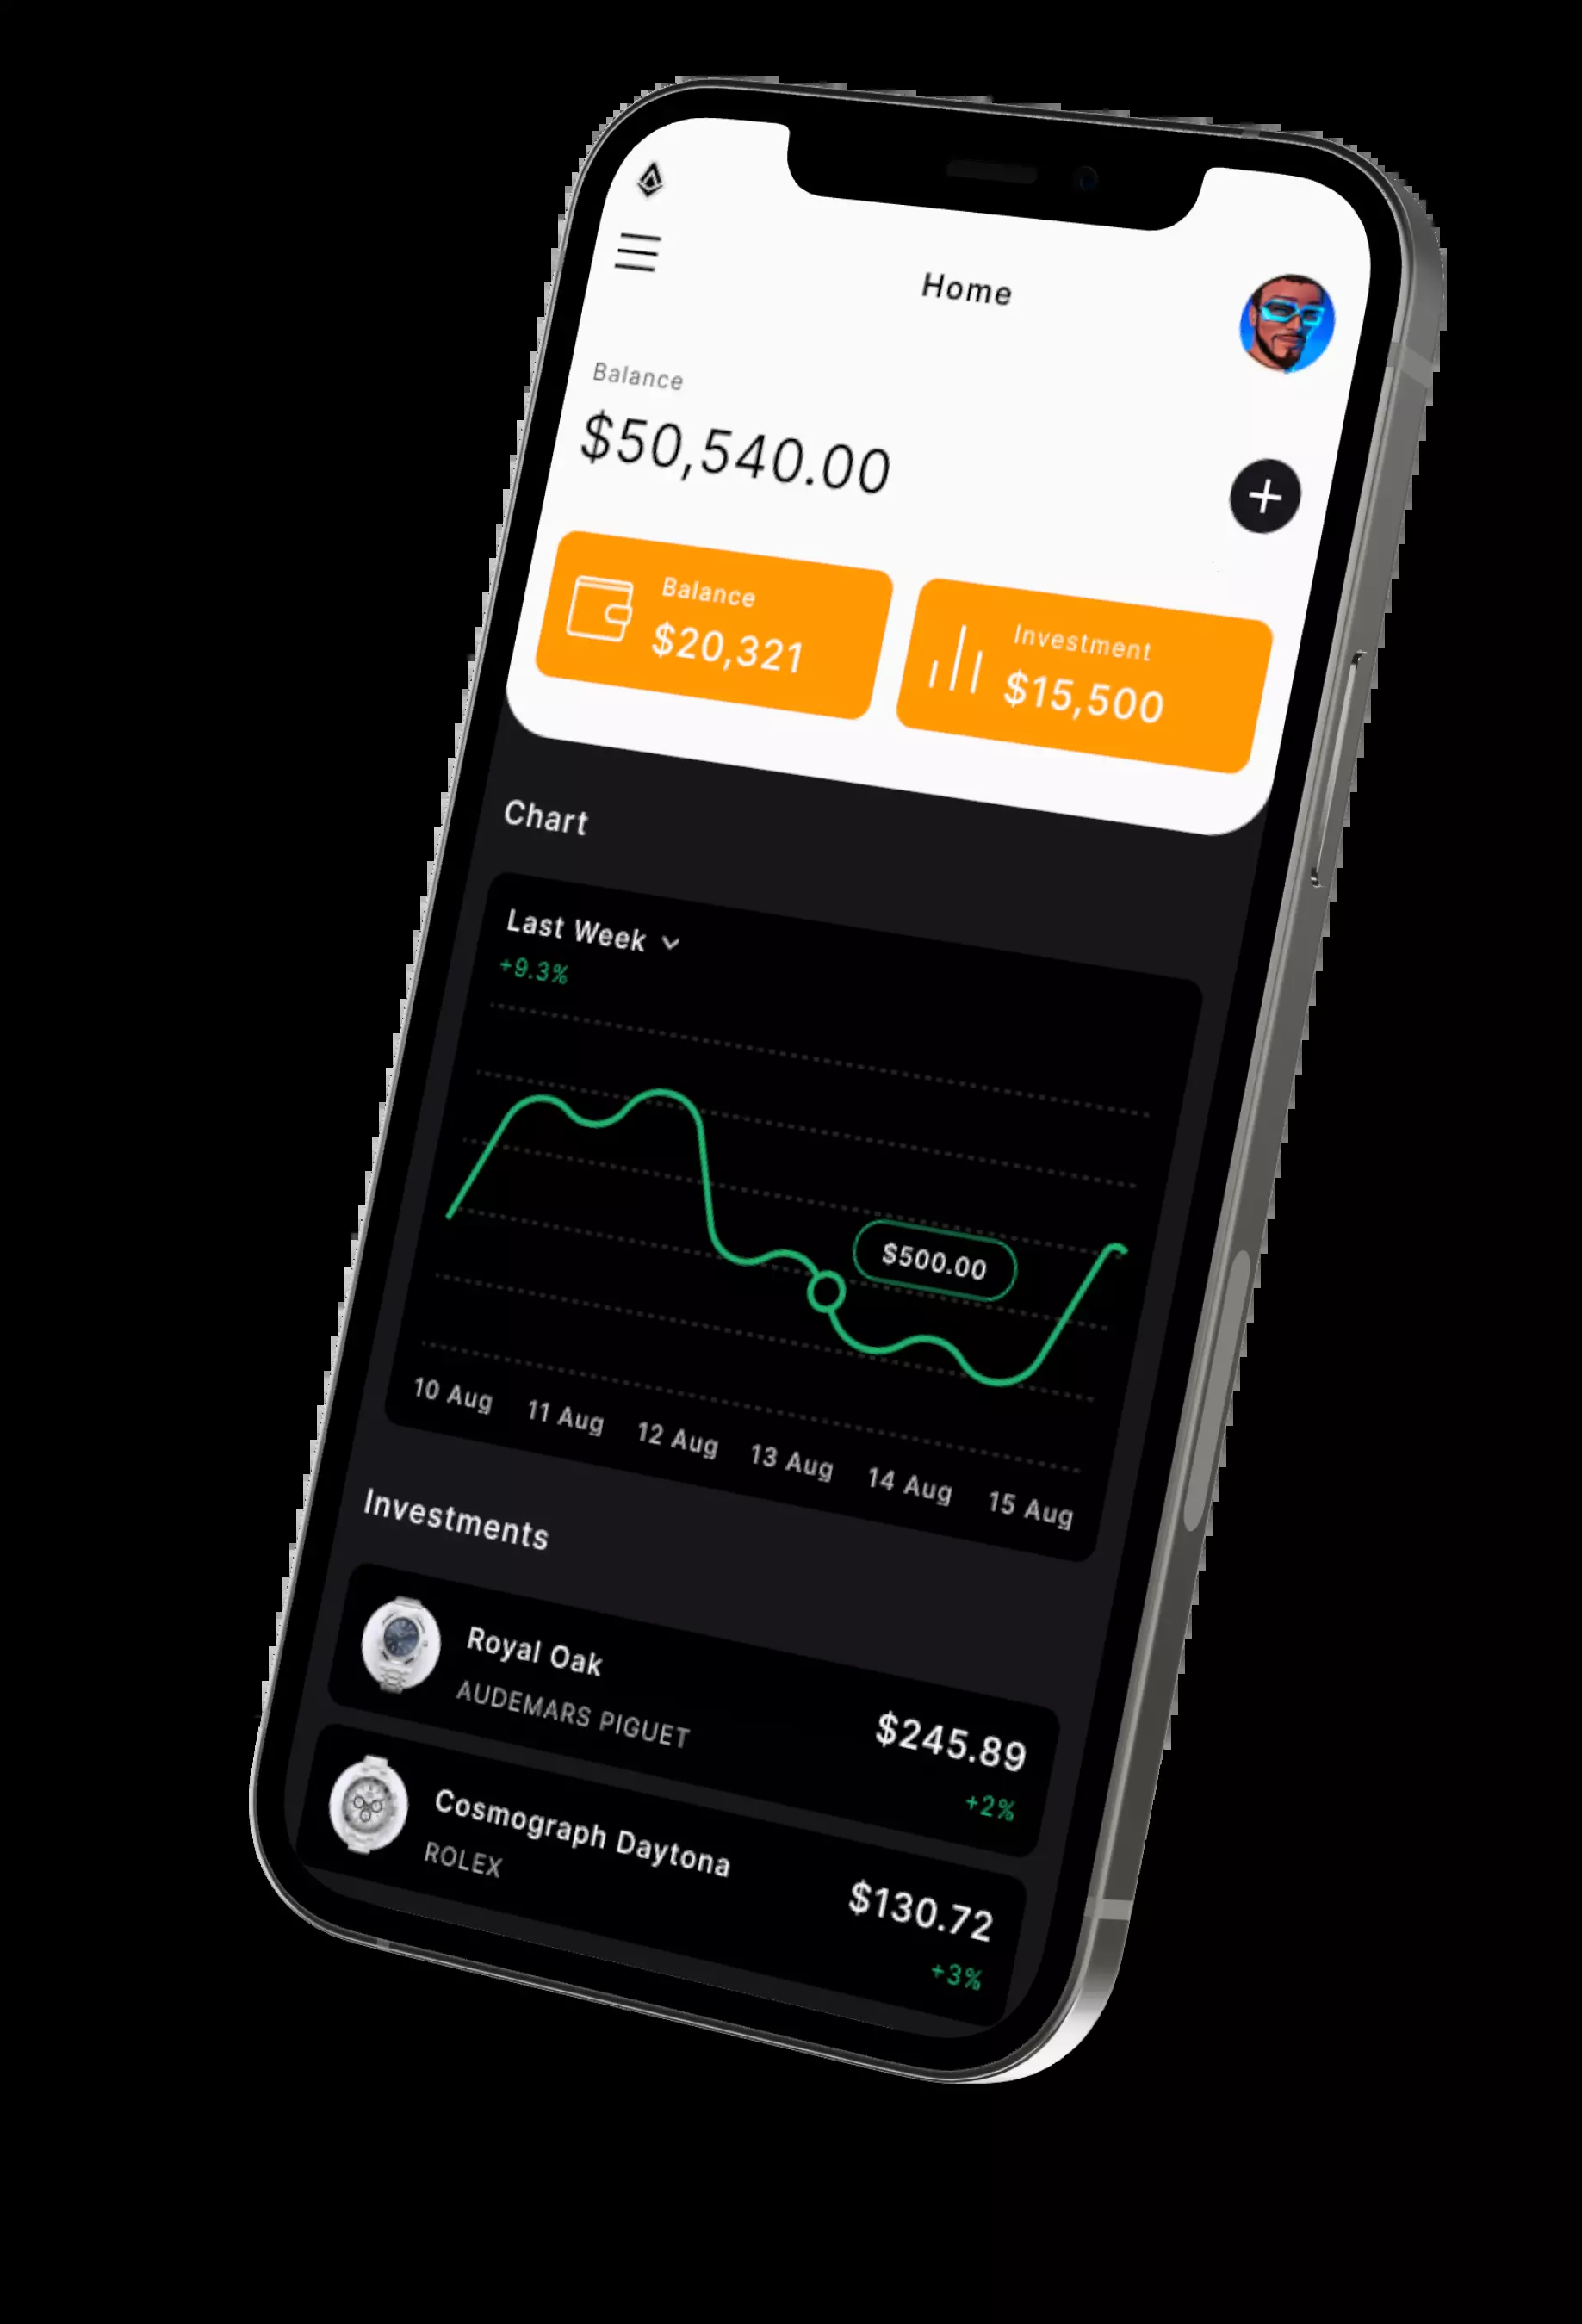 Home
Balance
$50,540.00
Balance
$20,321
Investment
$15,500
Chart
Last Week
+9.3%
$500.00
10 Aug
11 Aug
12 Aug
13 Aug
14 Aug
15 Aug
Investments
Royal Oak
AUDEMARS PIGUET
$245.89
+2%
Cosmograph Daytona
ROLEX
$130.72
+3%